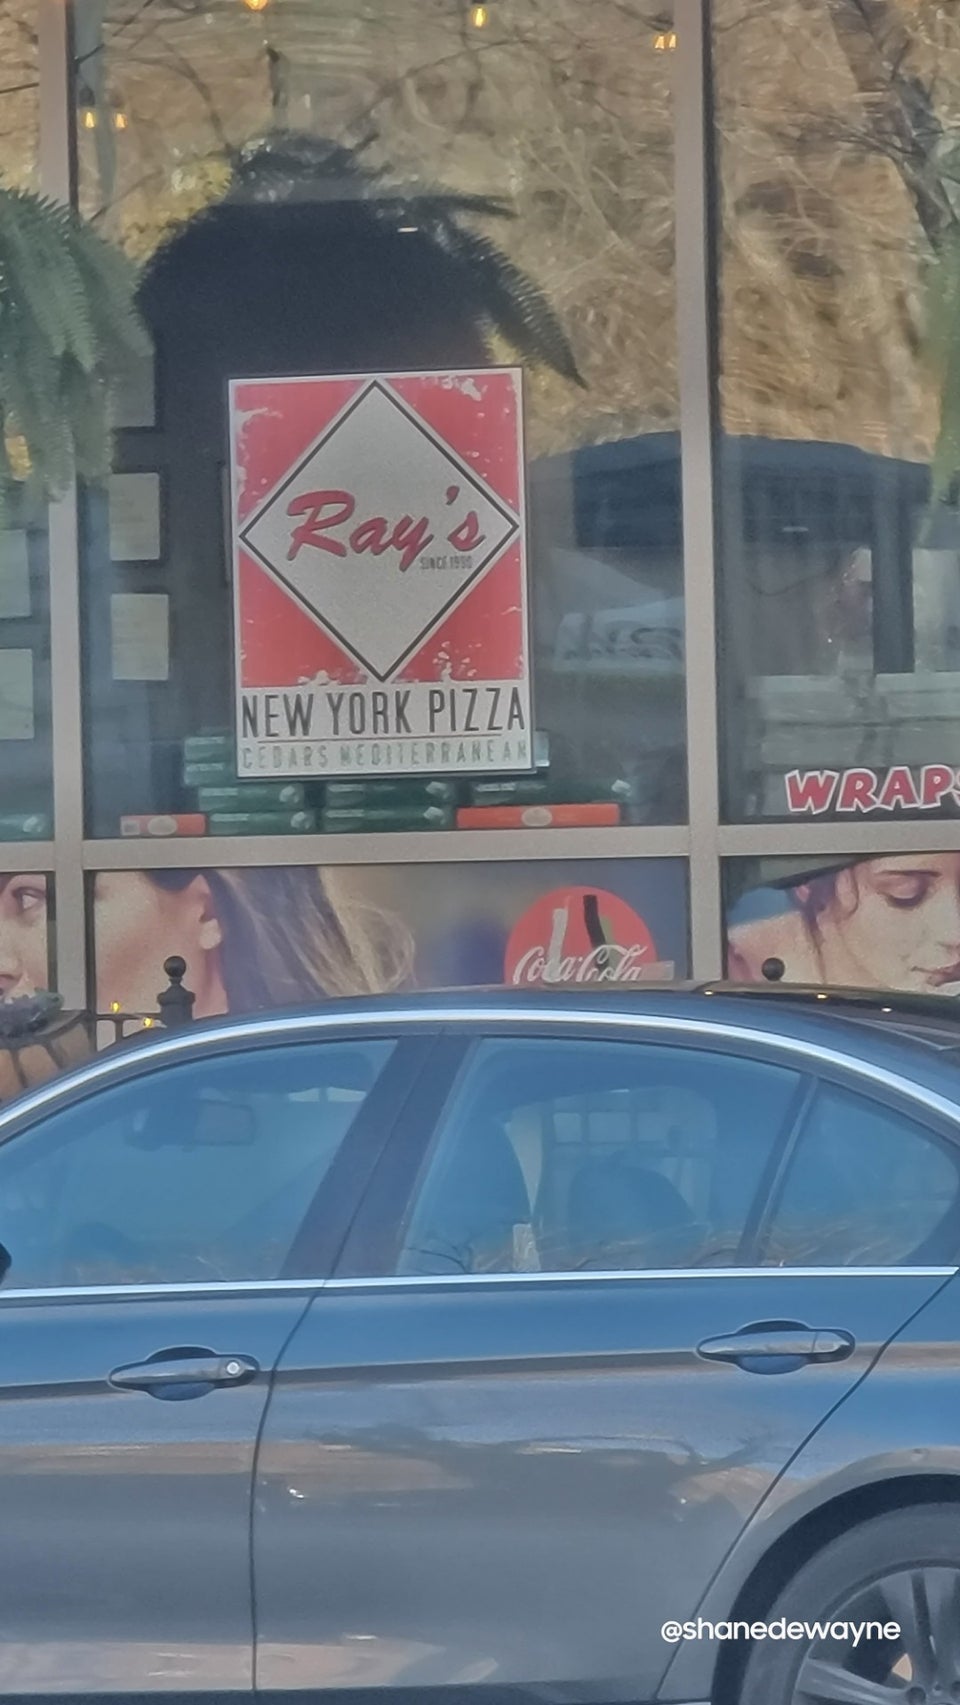 Ray's
SINCE 1990
NEW YORK PIZZA
CEDARS MEDITERRANEAN
WRAPS
Coca-Cola
@shanedewayne